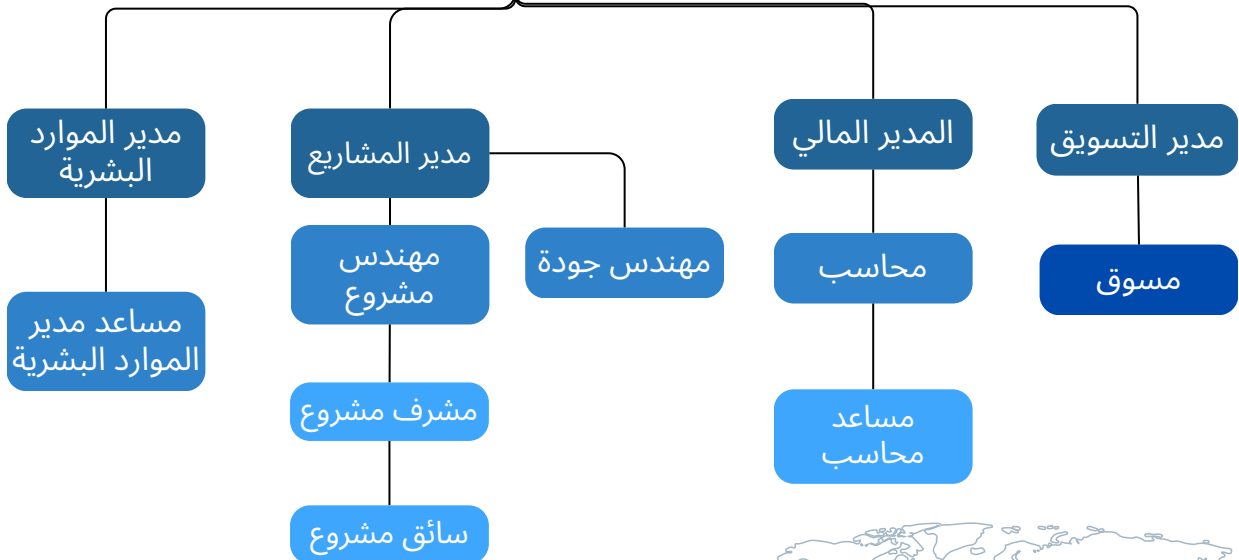 مدير التسويق
المدير المالي
مدير المشاريع
مدير الموارد
البشرية
مسوق
محاسب
مهندس جودة
مهندس
مشروع
مساعد مدير
الموارد البشرية
مساعد
محاسب
مشرف مشروع
سائق مشروع